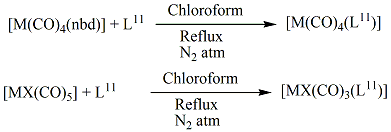 [M(CO)₄(nbd)] + L¹¹ Chloroform [M(CO)₄(L¹¹)]
Reflux
N₂ atm
[MX(CO)₅] + L¹¹ Chloroform [MX(CO)₃(L¹¹)]
Reflux
N₂ atm